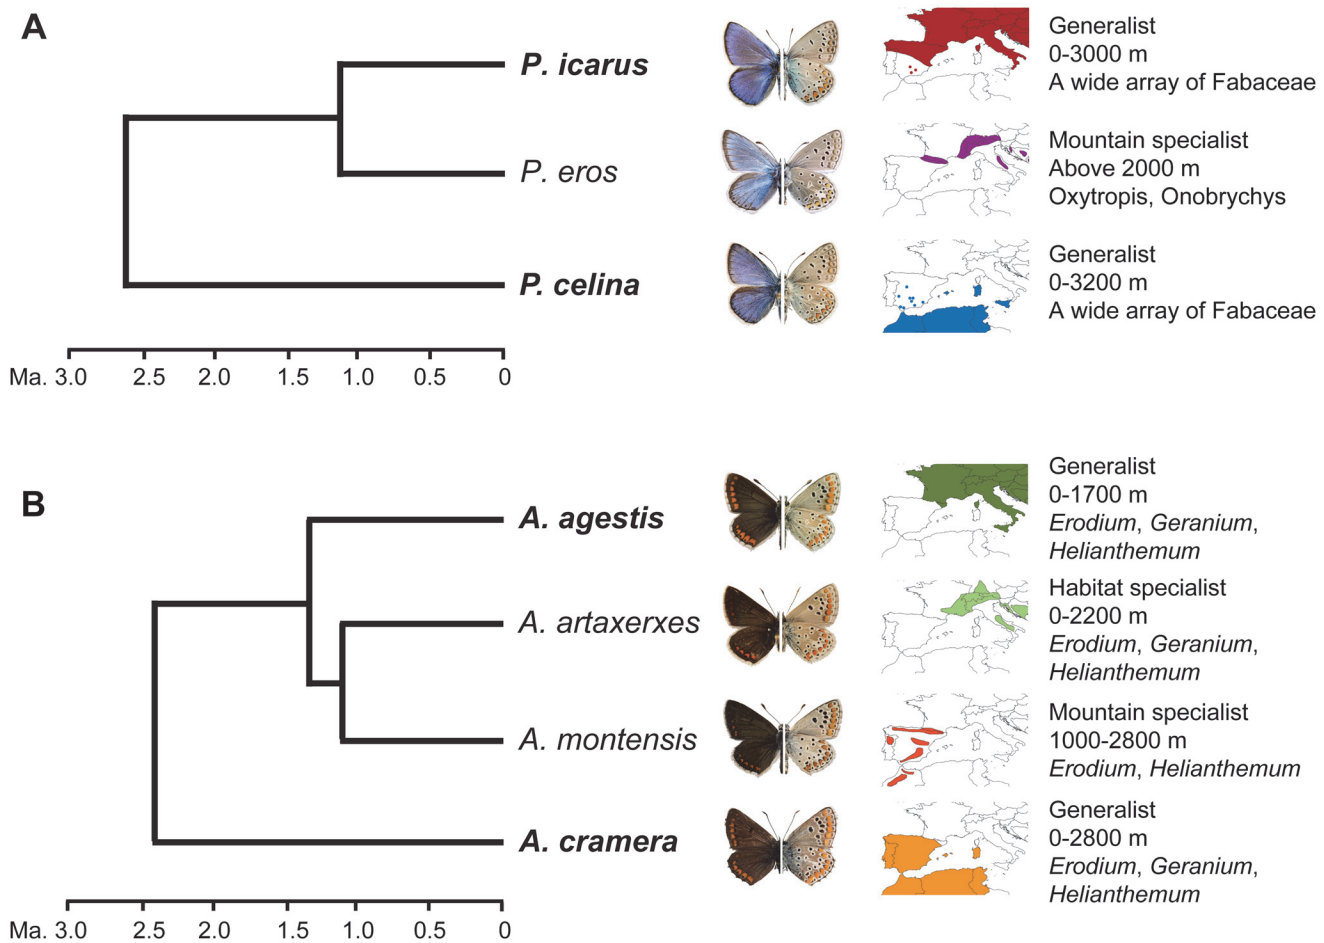 A
P. icarus
Generalist
0-3000 m
A wide array of Fabaceae
P. eros
Mountain specialist
Above 2000 m
Oxytropis, Onobrychys
P. celina
Generalist
0-3200 m
A wide array of Fabaceae
Ma. 3.0 2.5 2.0 1.5 1.0 0.5 0
B
A. agestis
Generalist
0-1700 m
Erodium, Geranium,
Helianthemum
A. artaxerxes
Habitat specialist
0-2200 m
Erodium, Geranium,
Helianthemum
A. montensis
Mountain specialist
1000-2800 m
Erodium, Helianthemum
A. cramera
Generalist
0-2800 m
Erodium, Geranium,
Helianthemum
Ma. 3.0 2.5 2.0 1.5 1.0 0.5 0